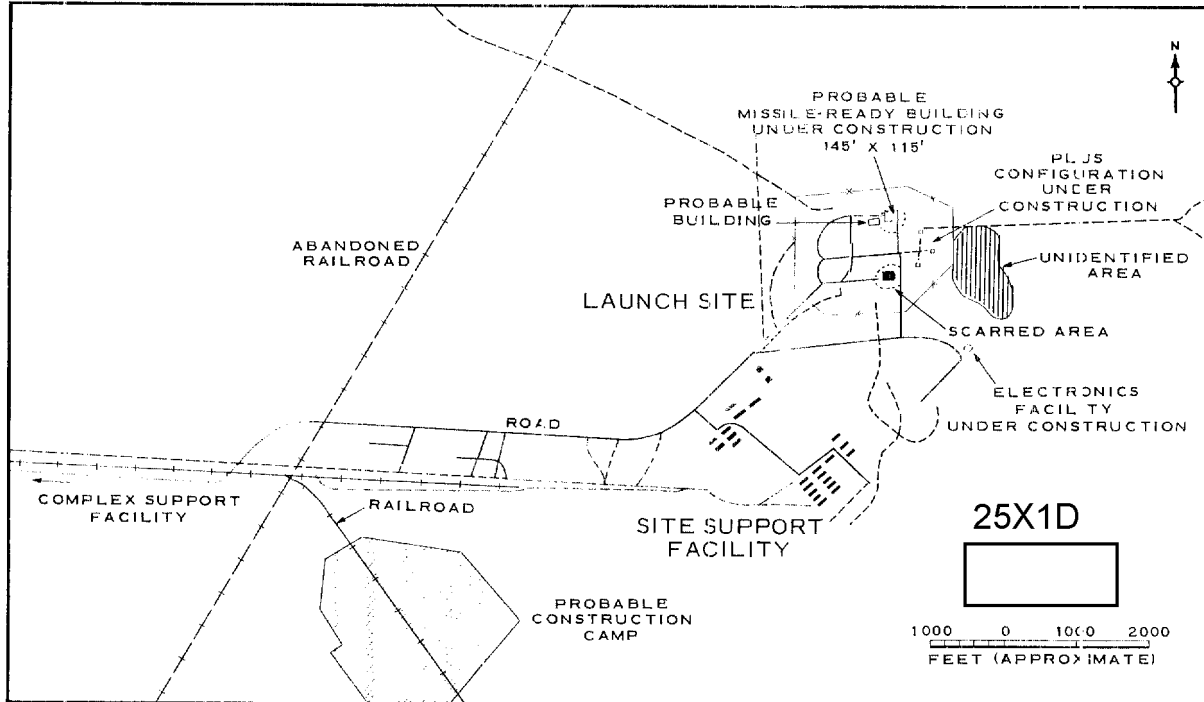 N
PROBABLE
MISSILE-READY BUILDING
UNDER CONSTRUCTION
145' X 115'
PLUS
CONFIGURATION
UNDER
CONSTRUCTION
PROBABLE
BUILDING
ABANDONED
RAILROAD
UNIDENTIFIED
AREA
LAUNCH SITE
SCARRED AREA
ELECTRONICS
FACILITY
UNDER CONSTRUCTION
ROAD
COMPLEX SUPPORT
FACILITY
RAILROAD
SITE SUPPORT
FACILITY
25X1D
PROBABLE
CONSTRUCTION
CAMP
1000 0 1000 2000
FEET (APPROXIMATE)